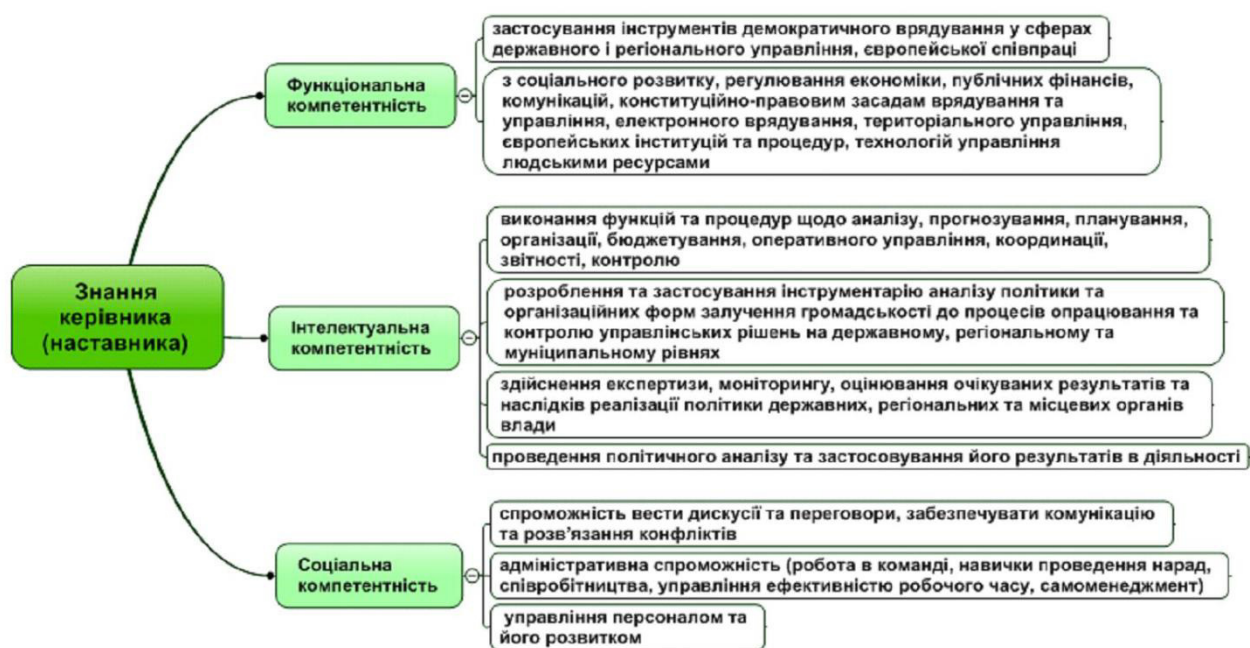 Знання
керівника
(наставника)
Функціональна
компетентність
застосування інструментів демократичного врядування у сферах
державного і регіонального управління, європейської співпраці
з соціального розвитку, регулювання економіки, публічних фінансів,
комунікацій, конституційно-правовим засадам врядування та
управління, електронного врядування, територіального управління,
європейських інституцій та процедур, технологій управління
людськими ресурсами
Інтелектуальна
компетентність
виконання функцій та процедур щодо аналізу, прогнозування, планування,
організації, бюджетування, оперативного управління, координації,
звітності, контролю
розроблення та застосування інструментарію аналізу політики та
організаційних форм залучення громадськості до процесів опрацювання та
контролю управлінських рішень на державному, регіональному та
муніципальному рівнях
здійснення експертизи, моніторингу, оцінювання очікуваних результатів та
наслідків реалізації політики державних, регіональних та місцевих органів
влади
проведення політичного аналізу та застосовування його результатів в діяльності
Соціальна
компетентність
спроможність вести дискусії та переговори, забезпечувати комунікацію
та розв'язання конфліктів
адміністративна спроможність (робота в команді, навички проведення нарад,
співробітництва, управління ефективністю робочого часу, самоменеджмент)
управління персоналом та
його розвитком